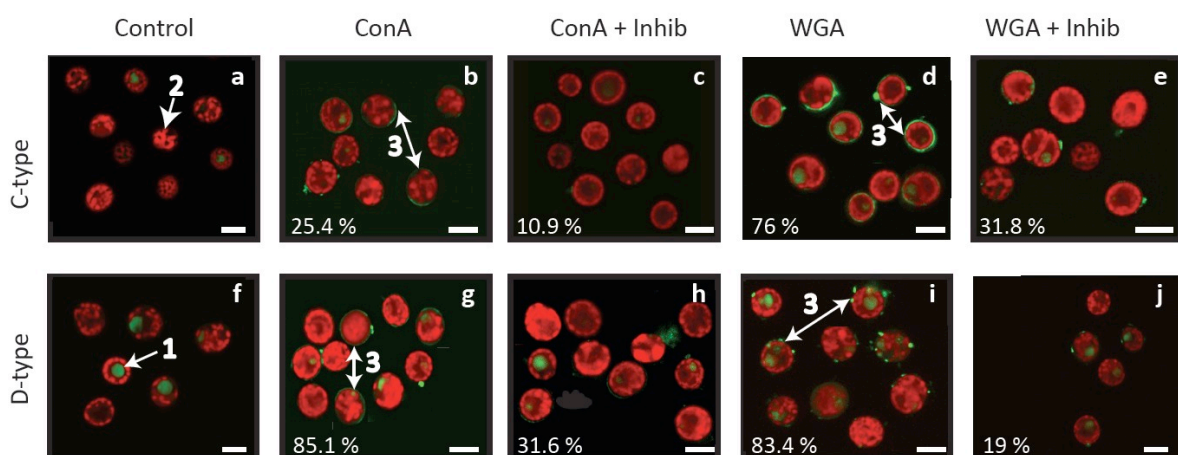 Control ConA ConA + Inhib WGA WGA + Inhib
C-type
a b c d e
2 3 3
25.4 % 10.9 % 76 % 31.8 %
D-type
f g h i j
1 3 3
85.1 % 31.6 % 83.4 % 19 %